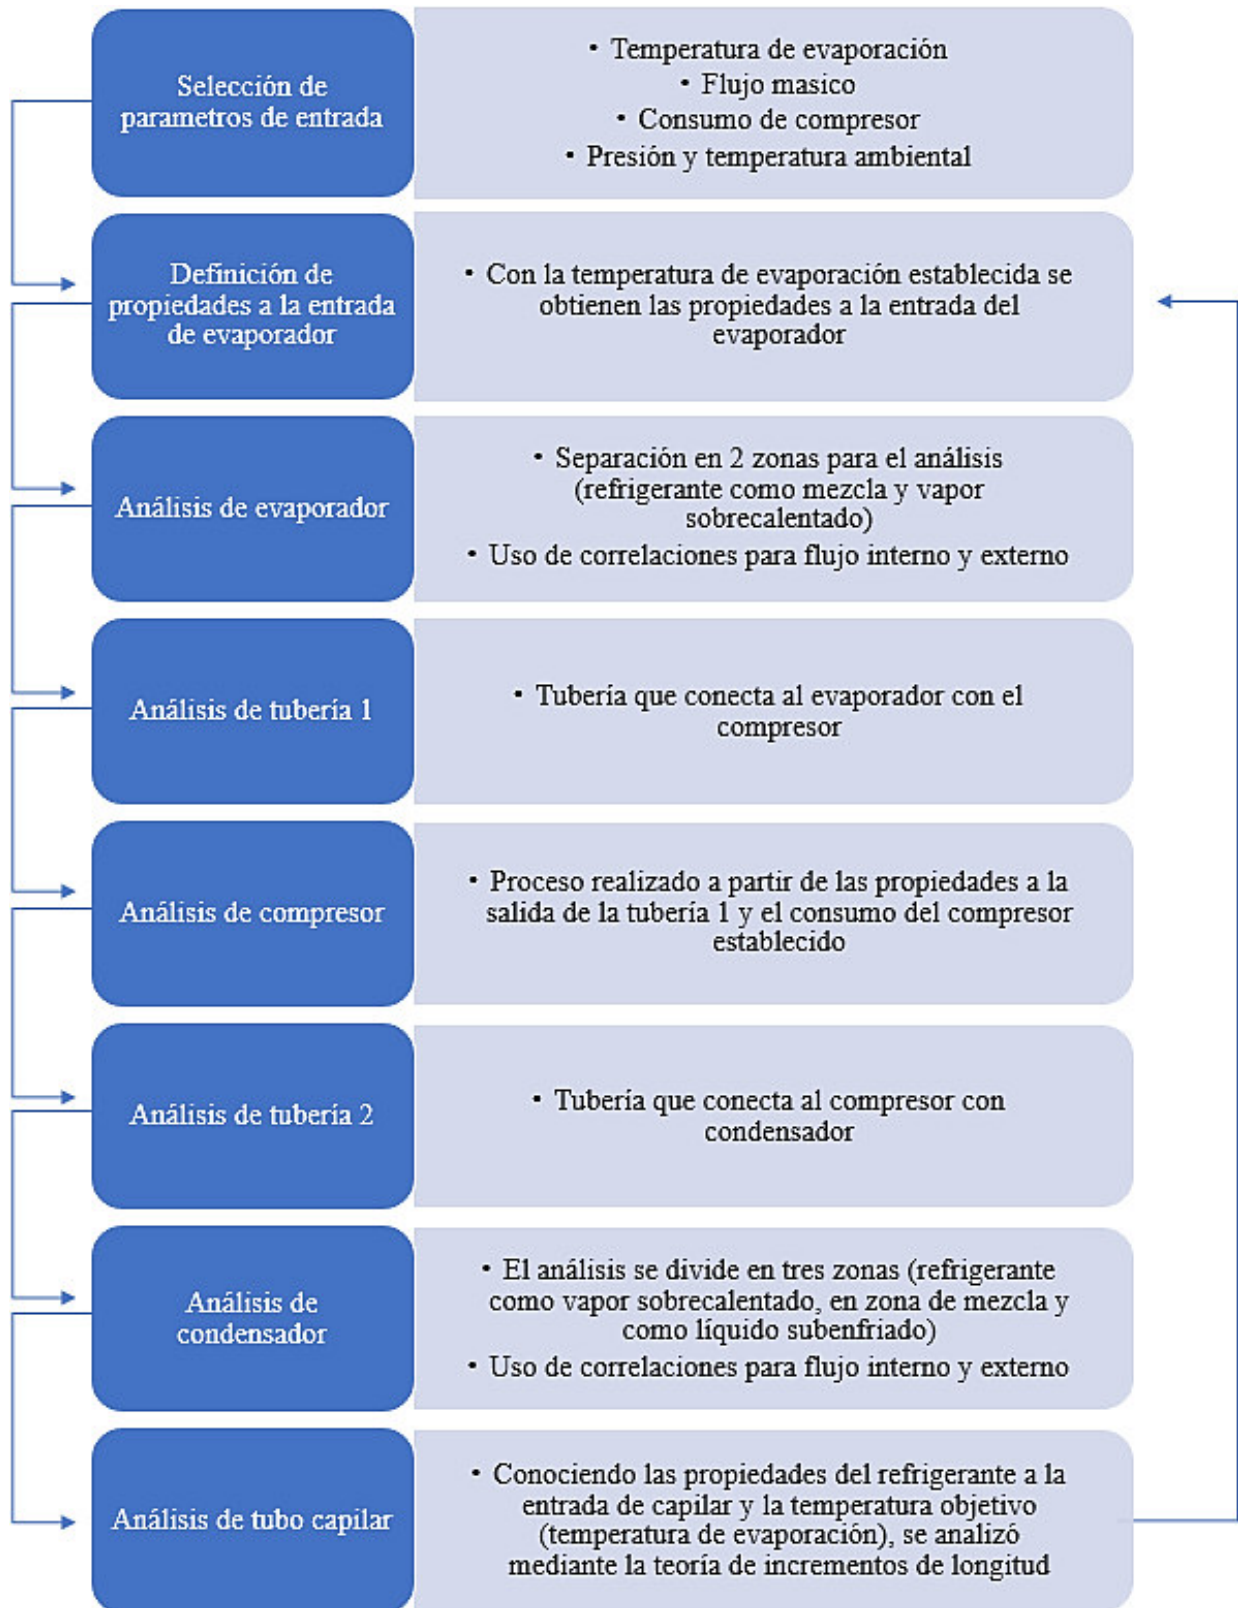 Selección de
parametros de entrada
• Temperatura de evaporación
• Flujo masico
• Consumo de compresor
• Presión y temperatura ambiental
Definición de
propiedades a la entrada
de evaporador
• Con la temperatura de evaporación establecida se
obtienen las propiedades a la entrada del
evaporador
Análisis de evaporador
• Separación en 2 zonas para el análisis
(refrigerante como mezcla y vapor
sobrecalentado)
• Uso de correlaciones para flujo interno y externo
Análisis de tubería 1
• Tubería que conecta al evaporador con el
compresor
Análisis de compresor
• Proceso realizado a partir de las propiedades a la
salida de la tubería 1 y el consumo del compresor
establecido
Análisis de tubería 2
• Tubería que conecta al compresor con
condensador
Análisis de
condensador
• El análisis se divide en tres zonas (refrigerante
como vapor sobrecalentado, en zona de mezcla y
como líquido subenfriado)
• Uso de correlaciones para flujo interno y externo
Análisis de tubo capilar
• Conociendo las propiedades del refrigerante a la
entrada de capilar y la temperatura objetivo
(temperatura de evaporación), se analizó
mediante la teoría de incrementos de longitud